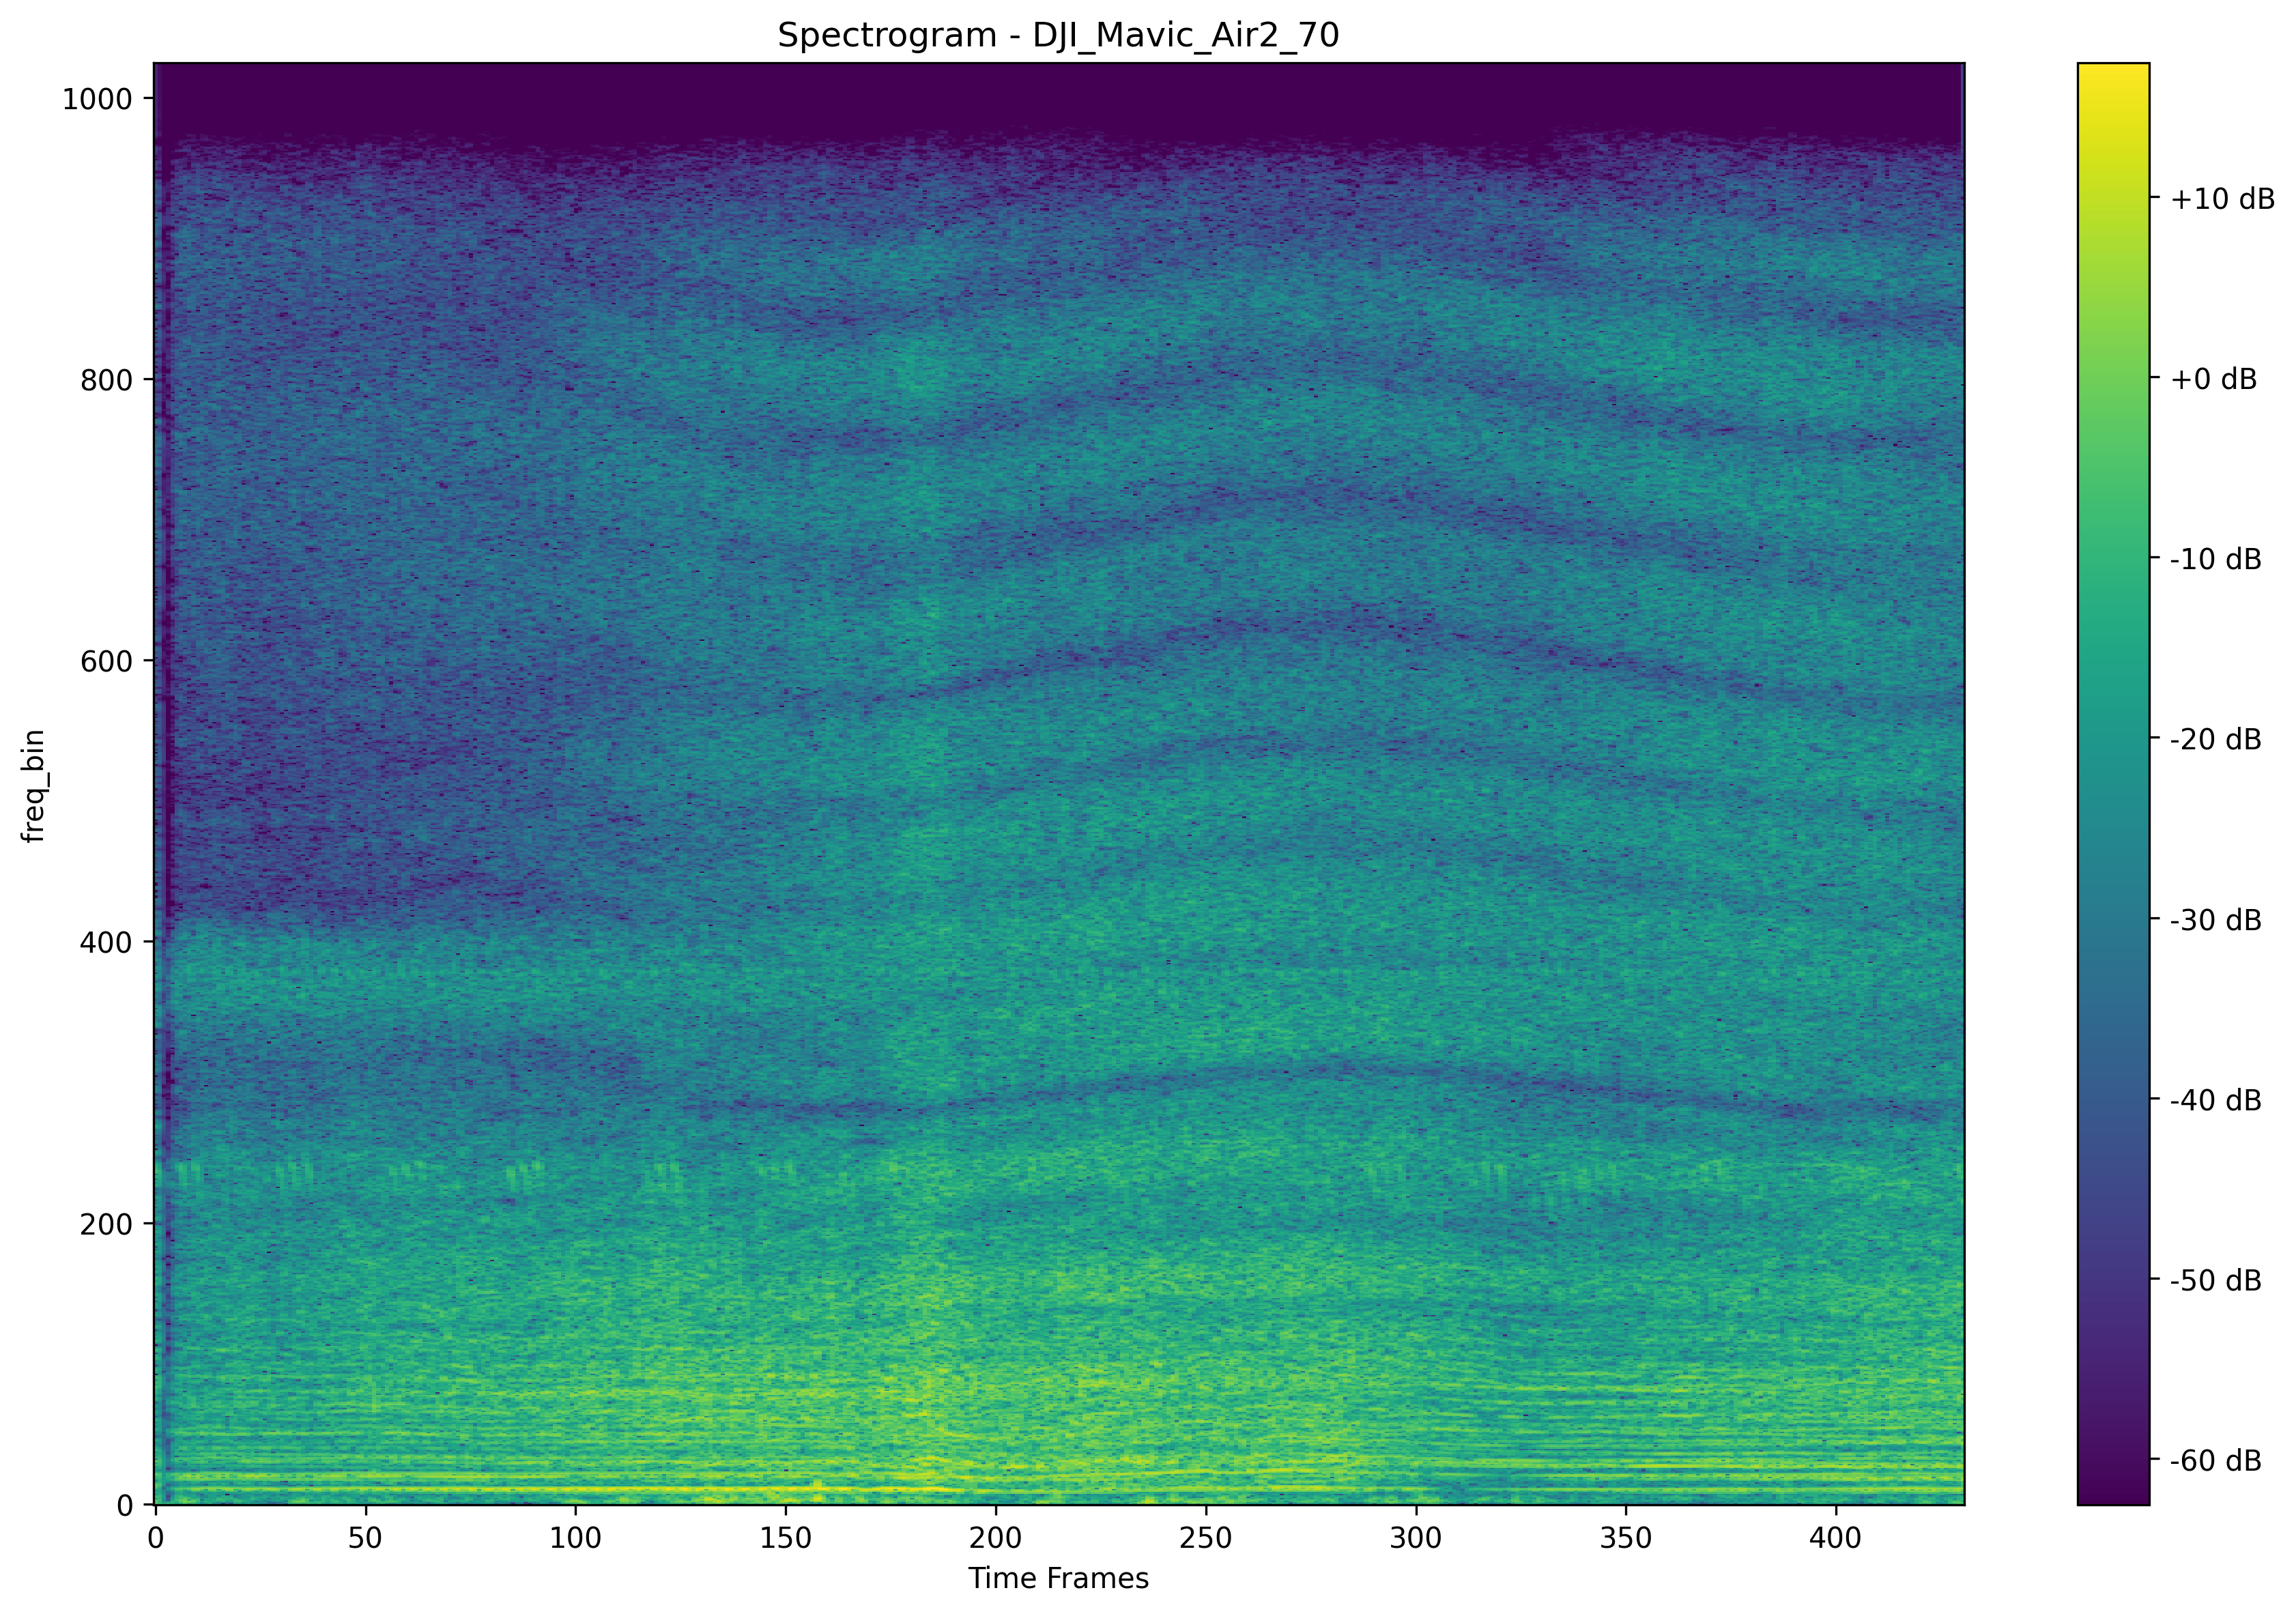 Spectrogram - DJI_Mavic_Air2_70
1000
800
600
400
200
0
freq_bin
0 50 100 150 200 250 300 350 400
Time Frames
+10 dB
+0 dB
-10 dB
-20 dB
-30 dB
-40 dB
-50 dB
-60 dB